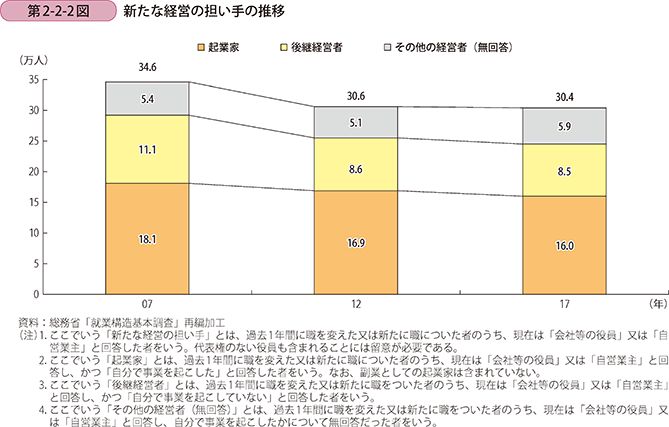 第2-2-2図 新たな経営の担い手の推移
起業家 後継経営者 その他の経営者（無回答）
（万人）
35
30
25
20
15
10
5
0
34.6
5.4
11.1
18.1
30.6
5.1
8.6
16.9
30.4
5.9
8.5
16.0
07 12 17 （年）
資料：総務省「就業構造基本調査」再編加工
（注）1. ここでいう「新たな経営の担い手」とは、過去1年間に職を変えた又は新たに職についた者のうち、現在は「会社等の役員」又は「自
営業主」と回答した者をいう。代表権のない役員も含まれることには留意が必要である。
2. ここでいう「起業家」とは、過去1年間に職を変えた又は新たに職についた者のうち、現在は「会社等の役員」又は「自営業主」と回
答し、かつ「自分で事業を起こした」と回答した者をいう。なお、副業としての起業家は含まれていない。
3. ここでいう「後継経営者」とは、過去1年間に職を変えた又は新たに職をついた者のうち、現在は「会社等の役員」又は「自営業主」
と回答し、かつ「自分で事業を起こしていない」と回答した者をいう。
4. ここでいう「その他の経営者（無回答）」とは、過去1年間に職を変えた又は新たに職をついた者のうち、現在は「会社等の役員」又
は「自営業主」と回答し、自分で事業を起こしたかについて無回答だった者をいう。